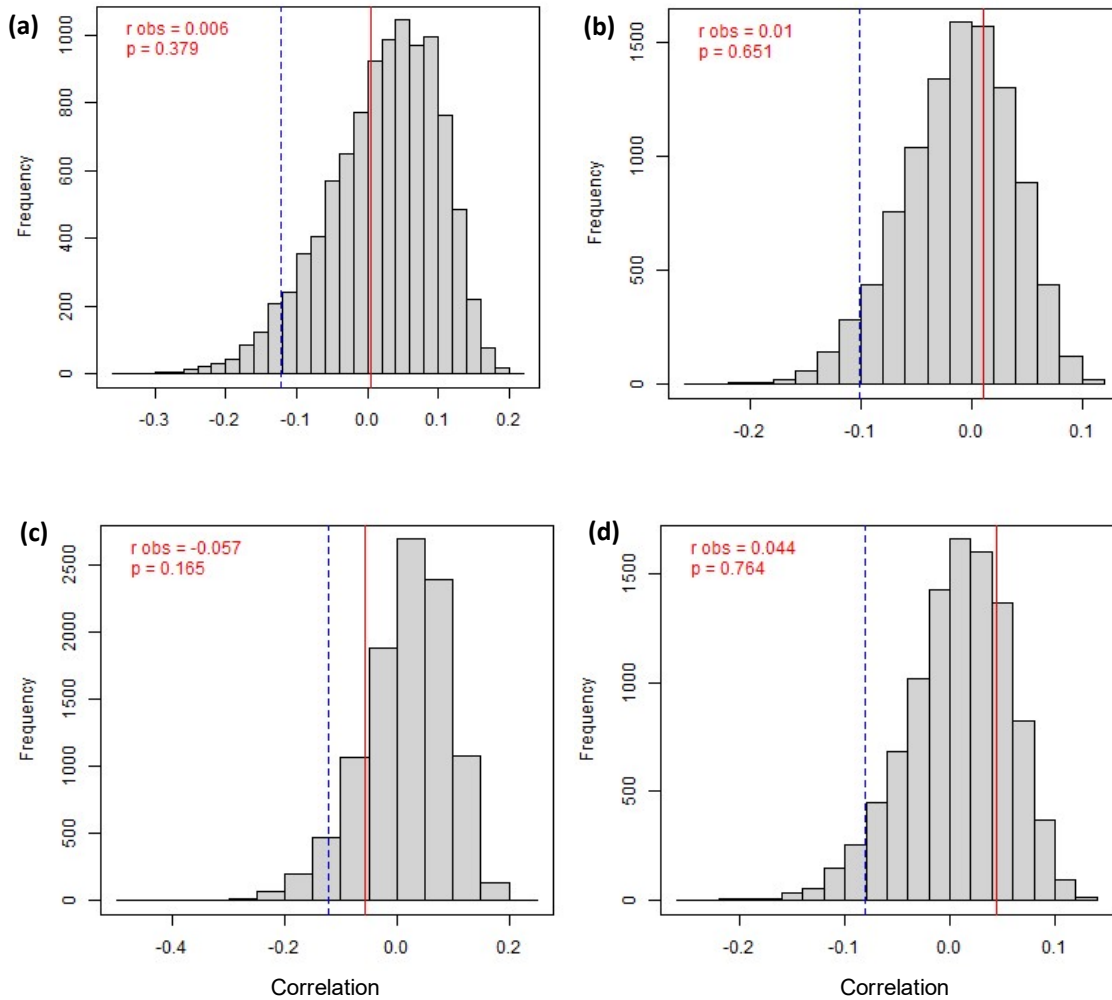 (a)
r obs = 0.006
p = 0.379
Frequency
0
200
400
600
800
1000
-0.3
-0.2
-0.1
0.0
0.1
0.2
(b)
r obs = 0.01
p = 0.651
Frequency
0
500
1000
1500
-0.2
-0.1
0.0
0.1
(c)
r obs = -0.057
p = 0.165
Frequency
0
500
1000
1500
2000
2500
-0.4
-0.2
0.0
0.2
Correlation
(d)
r obs = 0.044
p = 0.764
Frequency
0
500
1000
1500
-0.2
-0.1
0.0
0.1
Correlation